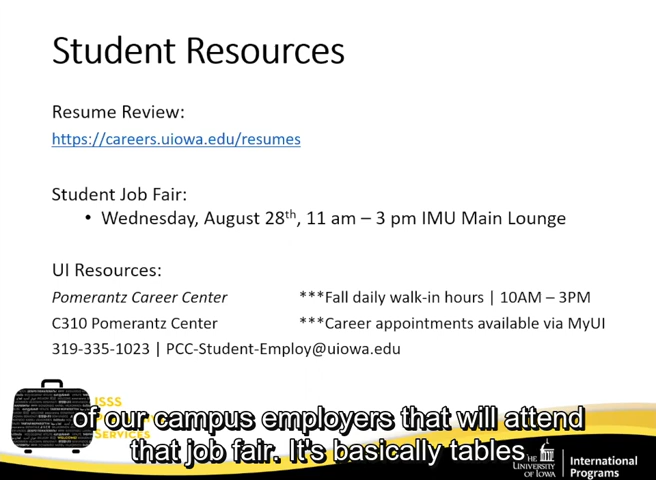 Student Resources
Resume Review:
https://careers.uiowa.edu/resumes
Student Job Fair:
• Wednesday, August 28th, 11 am – 3 pm IMU Main Lounge
UI Resources:
Pomerantz Career Center ***Fall daily walk-in hours | 10AM – 3PM
C310 Pomerantz Center ***Career appointments available via MyUI
319-335-1023 | PCC-Student-Employ@uiowa.edu
ISSS
of our campus employers that will attend
that job fair. It's basically tables
SERVICES
THE
UNIVERSITY
OF IOWA
International
Programs